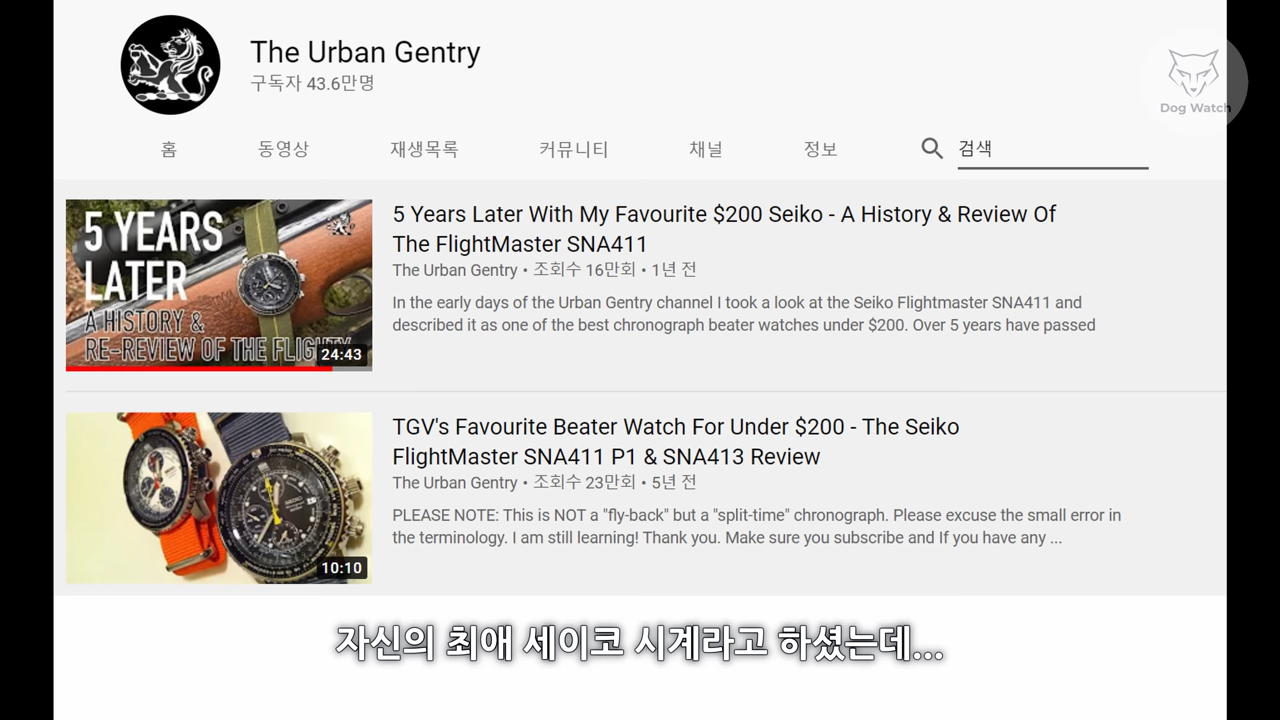 The Urban Gentry
구독자 43.6만명
Dog Watch
홈 동영상 재생목록 커뮤니티 채널 정보 검색
5 YEARS
LATER
A HISTORY &
RE-REVIEW OF THE FLIGHTY
24:43
5 Years Later With My Favourite $200 Seiko - A History & Review Of
The FlightMaster SNA411
The Urban Gentry • 조회수 16만회 • 1년 전
In the early days of the Urban Gentry channel I took a look at the Seiko Flightmaster SNA411 and
described it as one of the best chronograph beater watches under $200. Over 5 years have passed
SEIKO
10:10
TGV's Favourite Beater Watch For Under $200 - The Seiko
FlightMaster SNA411 P1 & SNA413 Review
The Urban Gentry • 조회수 23만회 • 5년 전
PLEASE NOTE: This is NOT a "fly-back" but a "split-time" chronograph. Please excuse the small error in
the terminology. I am still learning! Thank you. Make sure you subscribe and If you have any ...
자신의 최애 세이코 시계라고 하셨는데...